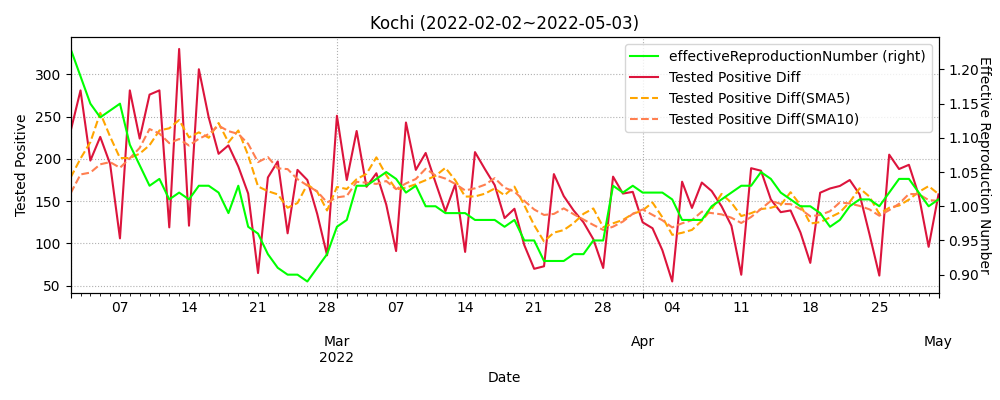 Kochi (2022-02-02~2022-05-03)
effectiveReproductionNumber (right)
Tested Positive Diff
Tested Positive Diff(SMA5)
Tested Positive Diff(SMA10)
Tested Positive
300
250
200
150
100
50
Effective Reproduction Number
1.20
1.15
1.10
1.05
1.00
0.95
0.90
07 14 21 28 07 14 21 28 04 11 18 25
Mar Apr May
2022
Date